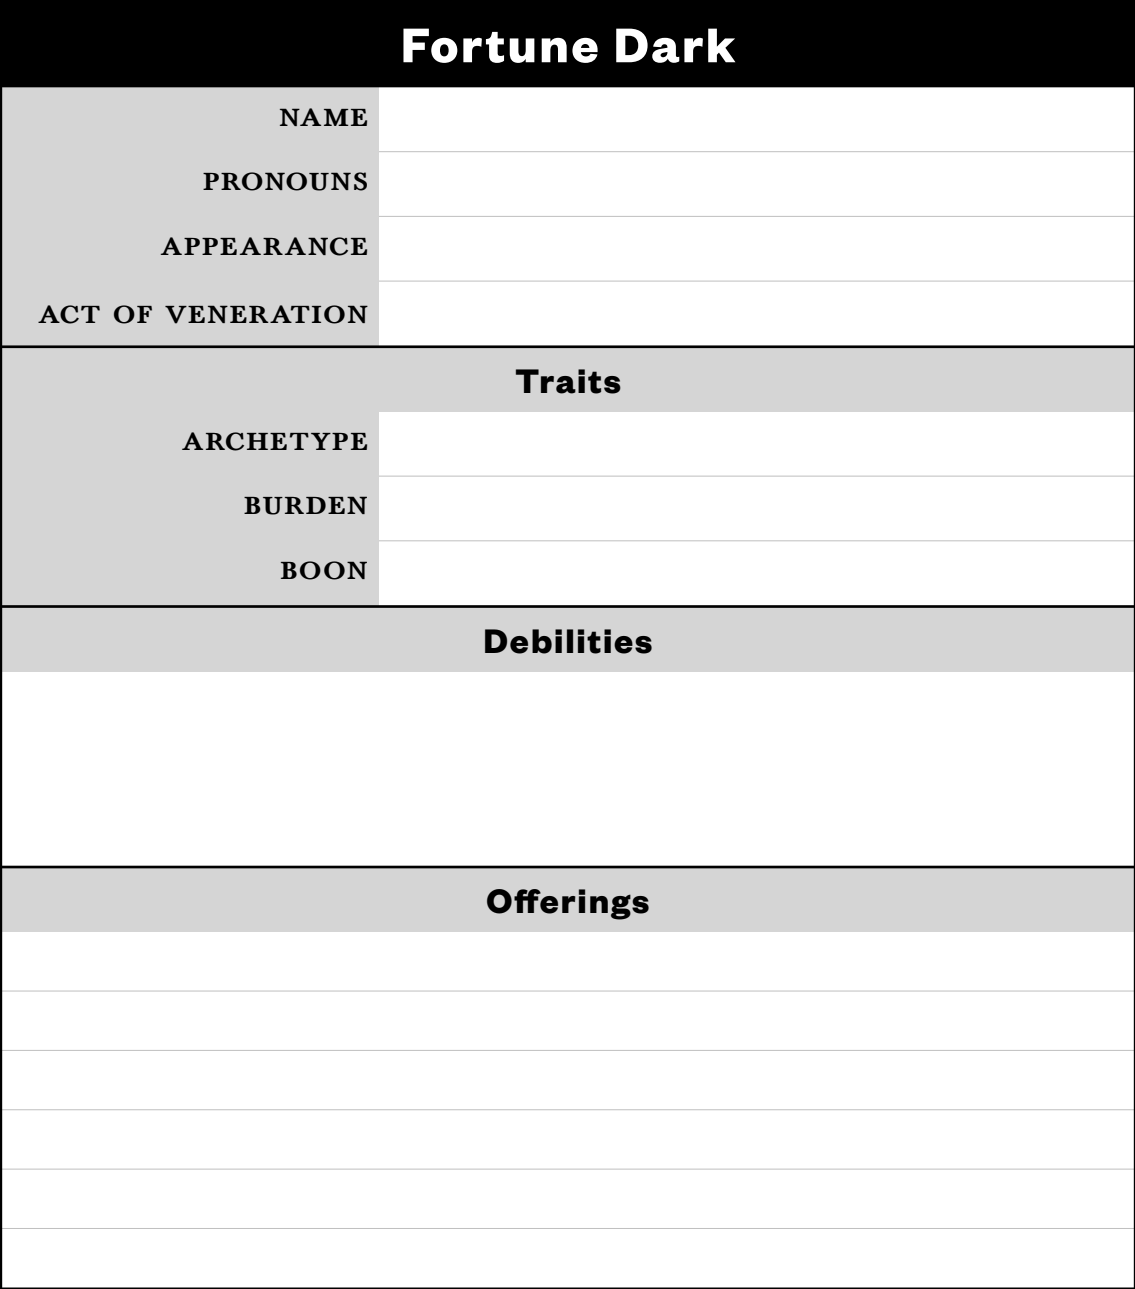 Fortune Dark
NAME
PRONOUNS
APPEARANCE
ACT OF VENERATION
Traits
ARCHETYPE
BURDEN
BOON
Debilities
Offerings